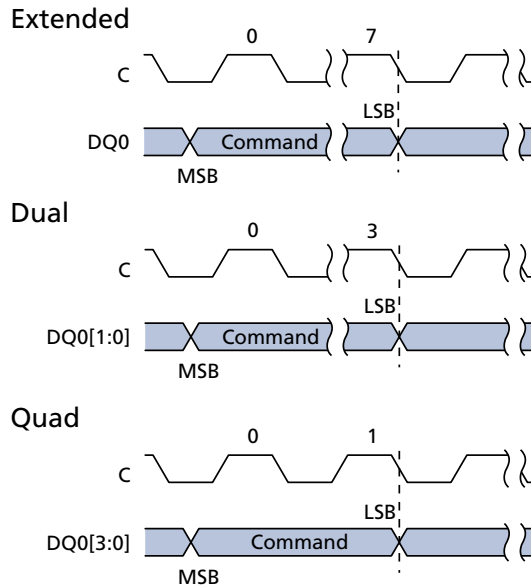 Extended
0 7
C
LSB
DQ0 Command
MSB
Dual
0 3
C
LSB
DQ0[1:0] Command
MSB
Quad
0 1
C
LSB
DQ0[3:0] Command
MSB